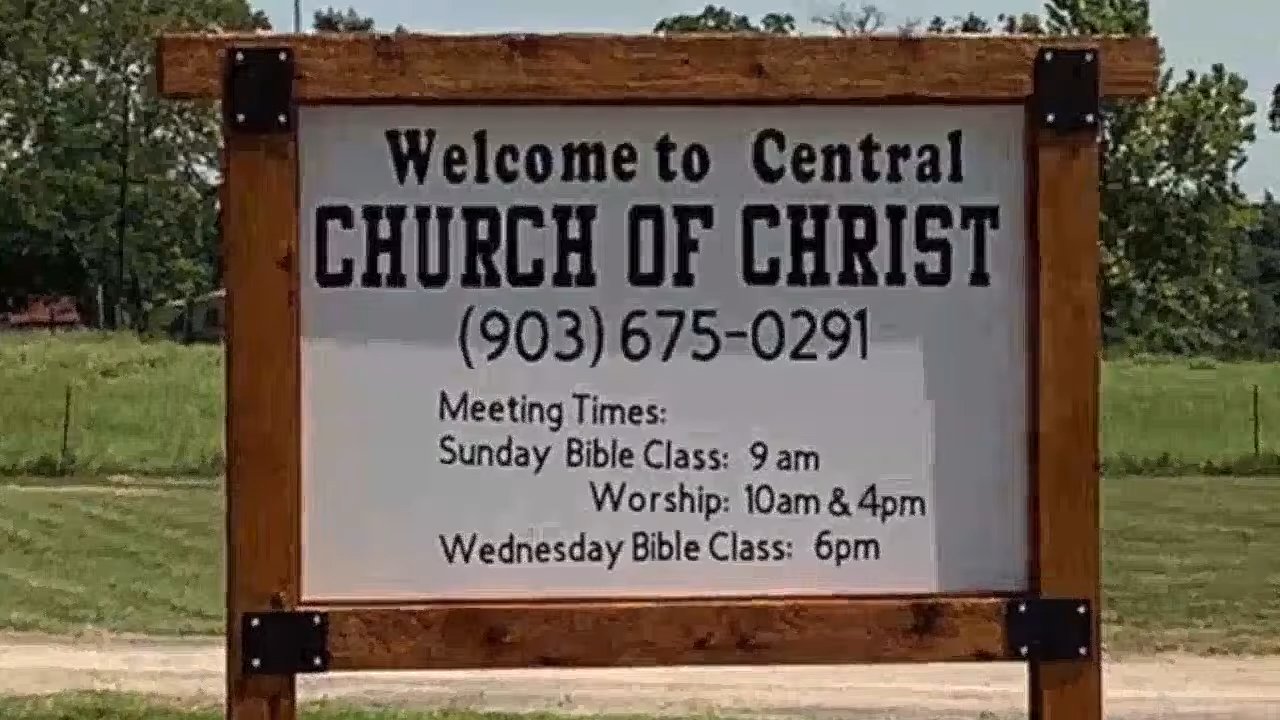 Welcome to Central
CHURCH OF CHRIST
(903) 675-0291
Meeting Times:
Sunday Bible Class: 9 am
Worship: 10am & 4pm
Wednesday Bible Class: 6pm